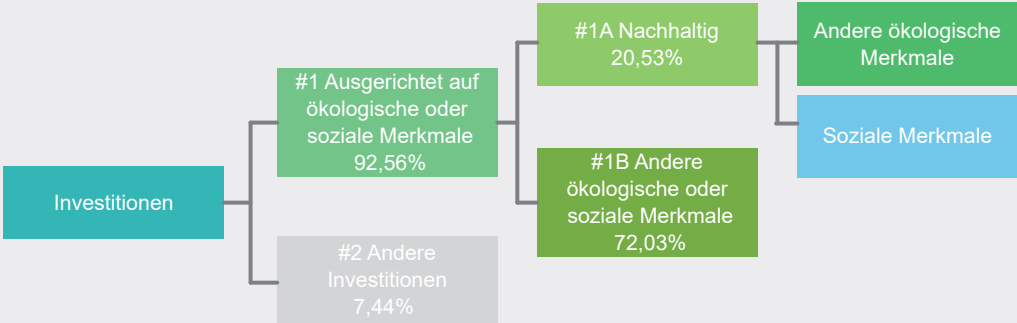 Investitionen
#1 Ausgerichtet auf
ökologische oder
soziale Merkmale
92,56%
#2 Andere
Investitionen
7,44%
#1A Nachhaltig
20,53%
#1B Andere
ökologische oder
soziale Merkmale
72,03%
Andere ökologische
Merkmale
Soziale Merkmale